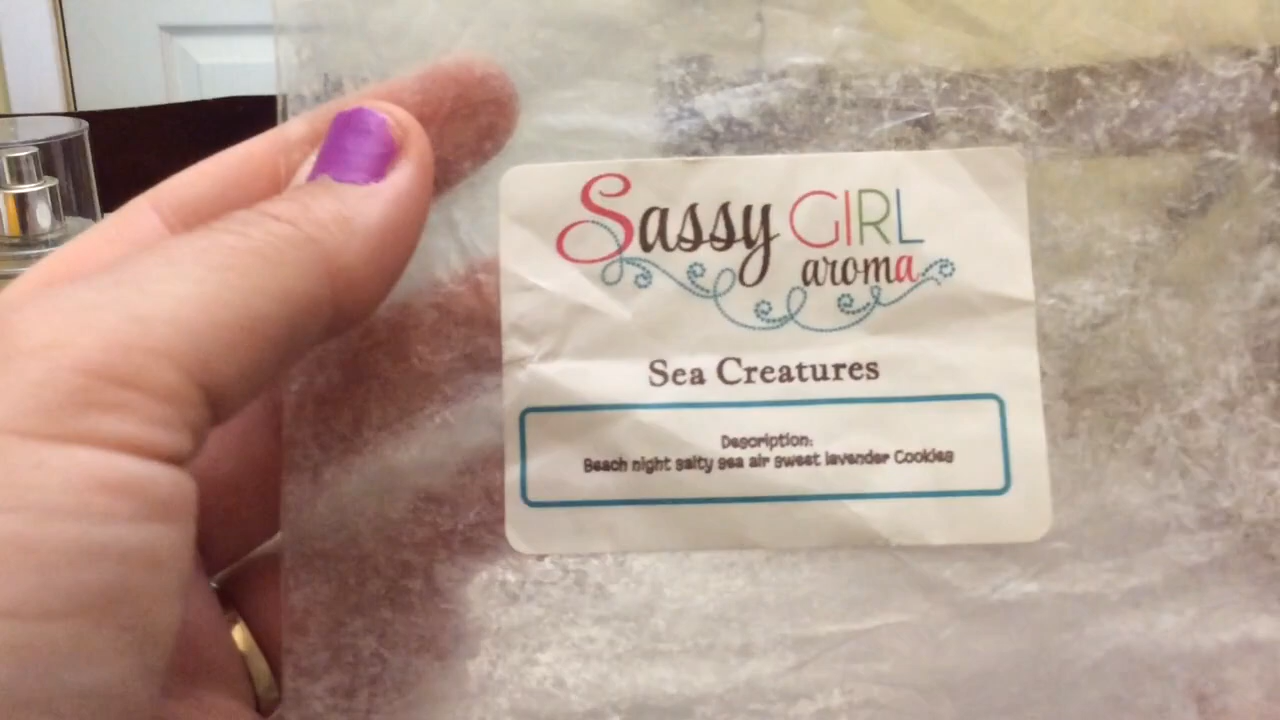 Sassy GIRL
aroma
Sea Creatures
Description:
Beach night salty sea air sweet lavender Cookies